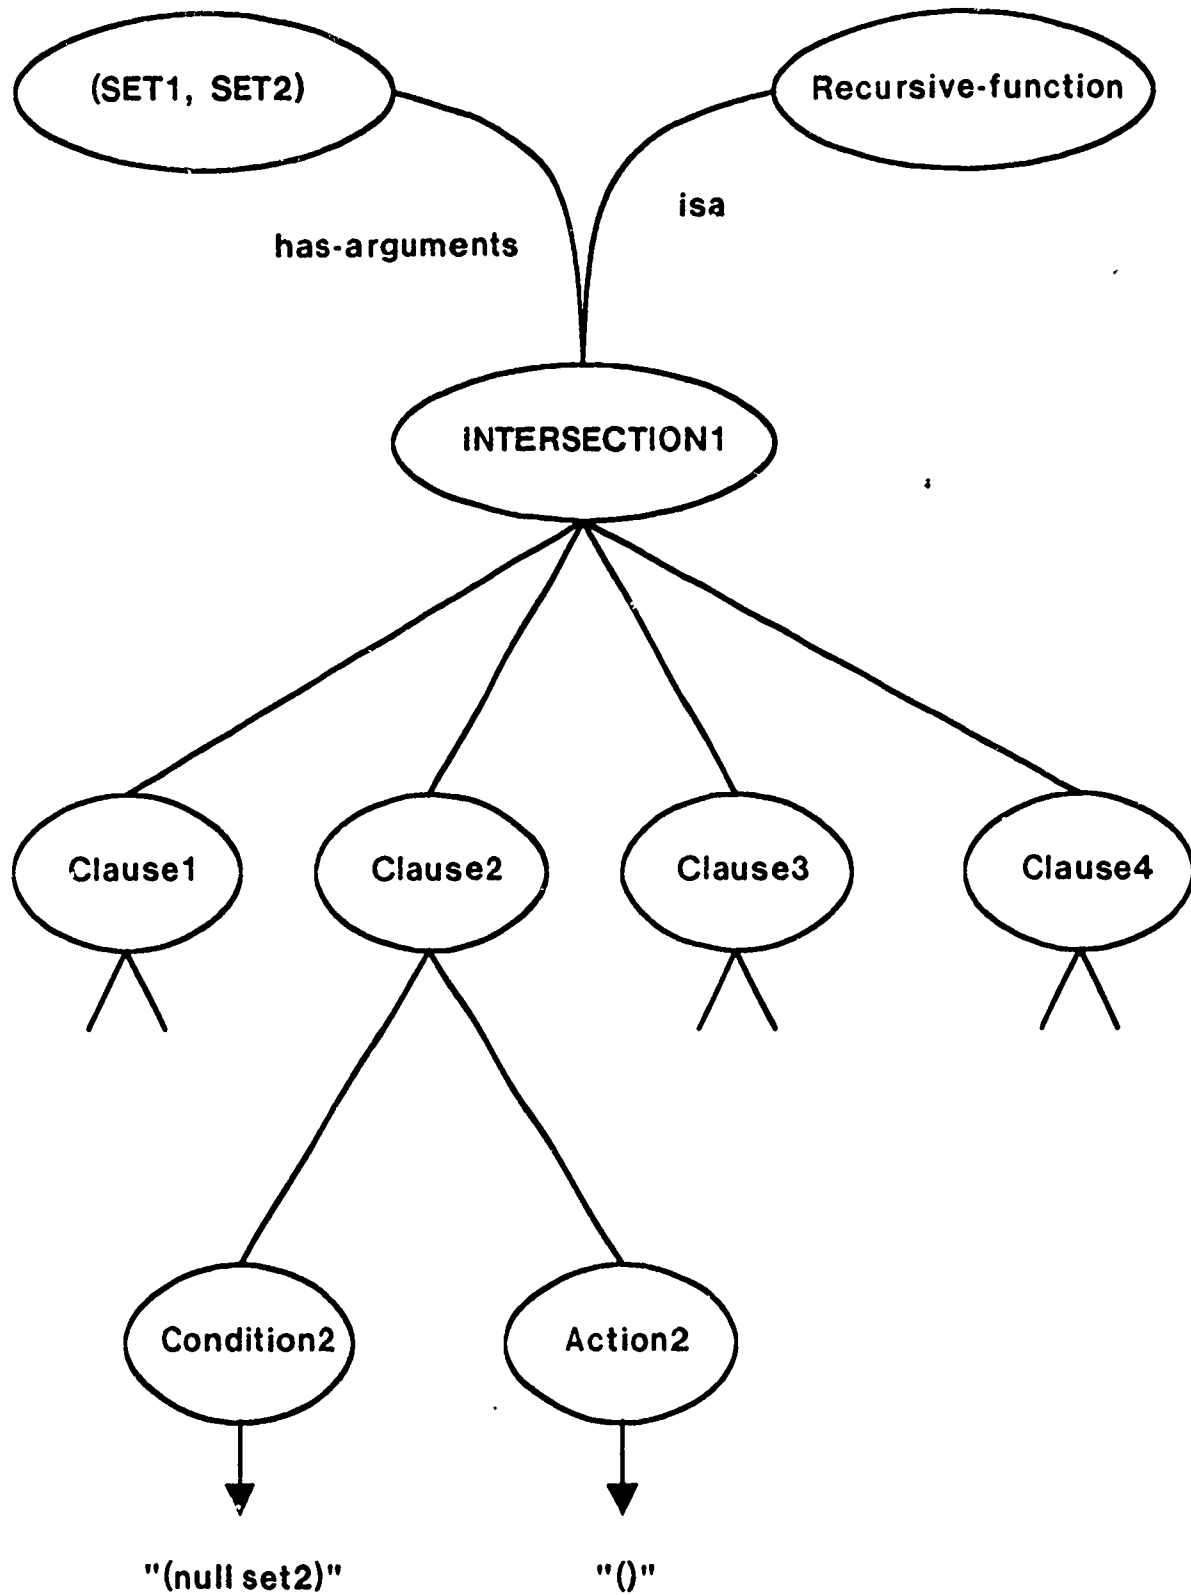 (SET1, SET2)
Recursive-function
isa
has-arguments
INTERSECTION1
Clause1
Clause2
Clause3
Clause4
Condition2
Action2
"(null set2)"
"()"